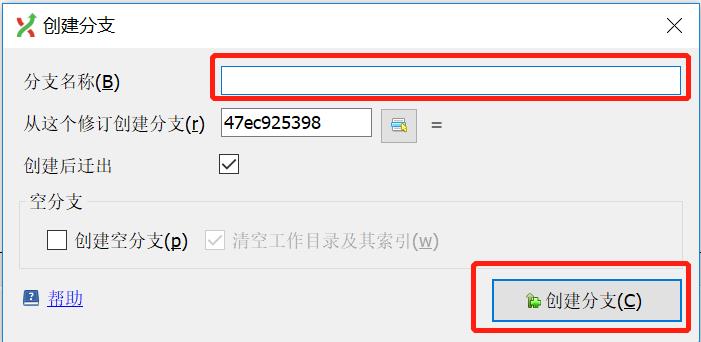 创建分支
分支名称(B)
从这个修订创建分支(r) 47ec925398 =
创建后迁出
空分支
创建空分支(p) 清空工作目录及其索引(w)
帮助 创建分支(C)